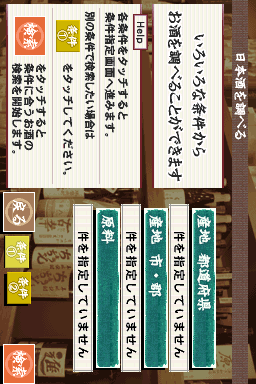 日本酒を調べる
いろいろな条件から
お酒を調べることができます
Help
各条件をタッチすると
条件指定画面へ進みます。
別の条件で検索したい場合は
条件① をタッチしてください。
検索 をタッチすると
条件に合うお酒の
検索を開始します。
産地 都道府県
件を指定していません
産地 市・郡
件を指定していません
原料
件を指定していません
戻る
条件①
条件②
検索